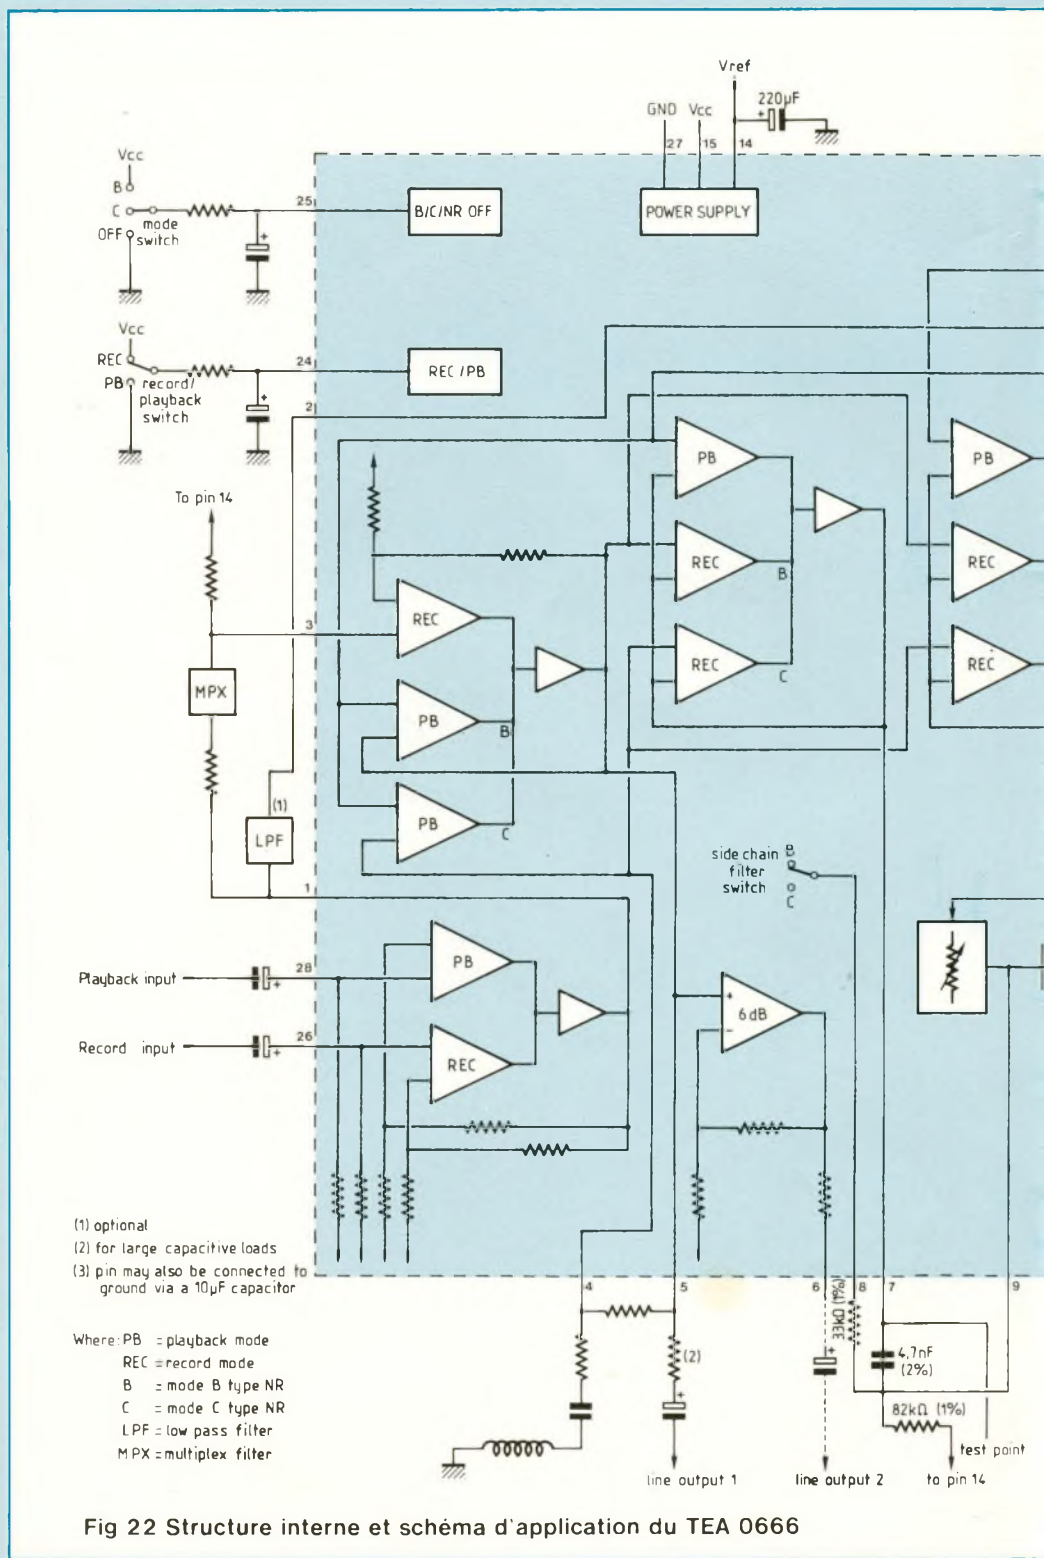 Vref
220µF
GND Vcc
27 15 14
Vcc
B
C
OFF
mode
switch
25
B/C/NR OFF
POWER SUPPLY
Vcc
REC
PB
record/
playback
switch
24
REC/PB
2
To pin 14
PB
PB
REC
REC
B
REC
3
REC
REC
C
MPX
PB
B
(1)
LPF
PB
C
side chain
filter
switch
B
C
1
Playback input
28
PB
+
6dB
−
Record input
26
REC
(1) optional
(2) for large capacitive loads
(3) pin may also be connected to
ground via a 10µF capacitor
4 5 6 8 7 9
33kΩ (1%)
Where: PB = playback mode
REC = record mode
B = mode B type NR
C = mode C type NR
LPF = low pass filter
MPX = multiplex filter
(2)
4.7nF
(2%)
82kΩ (1%)
test point
line output 1
line output 2
to pin 14
Fig 22 Structure interne et schéma d'application du TEA 0666